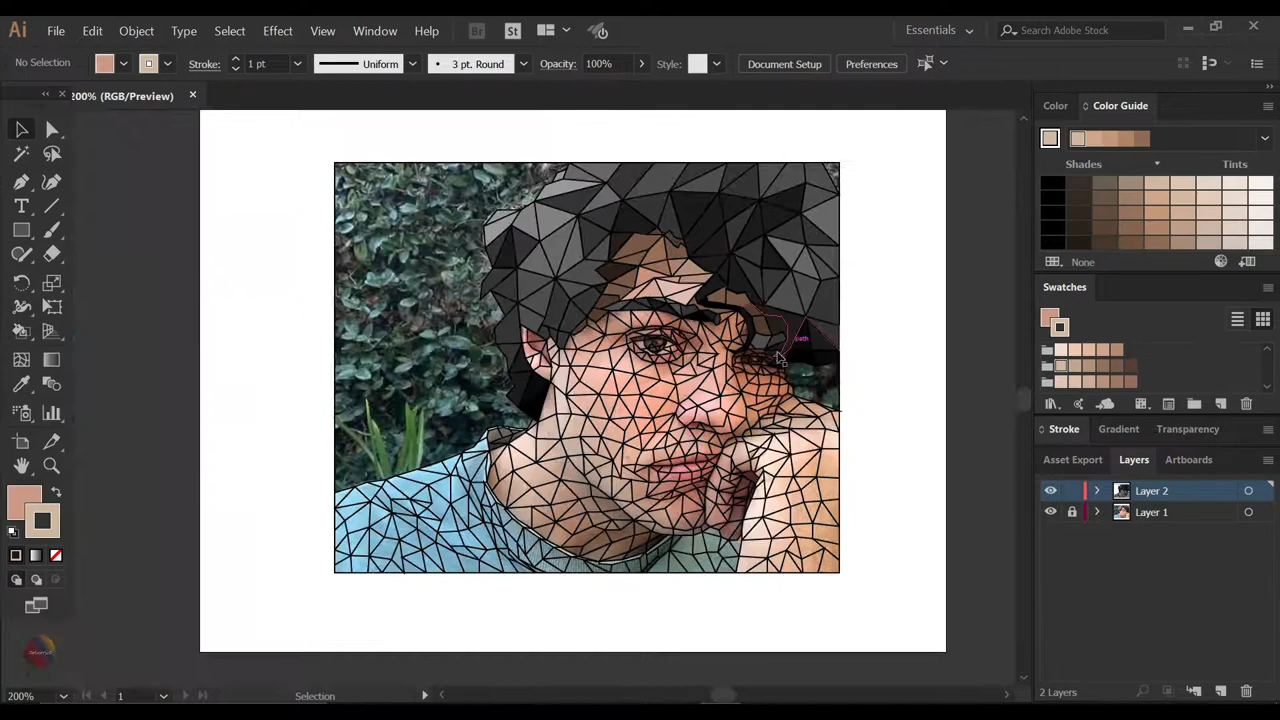 Ai File Edit Object Type Select Effect View Window Help Br St Essentials Search Adobe Stock
No Selection Stroke: 1 pt Uniform 3 pt. Round Opacity: 100% Style: Document Setup Preferences
200% (RGB/Preview)
Color Color Guide
Shades Tints
None
Swatches
path
Stroke Gradient Transparency
Asset Export Layers Artboards
Layer 2
Layer 1
2 Layers
200% 1 Selection